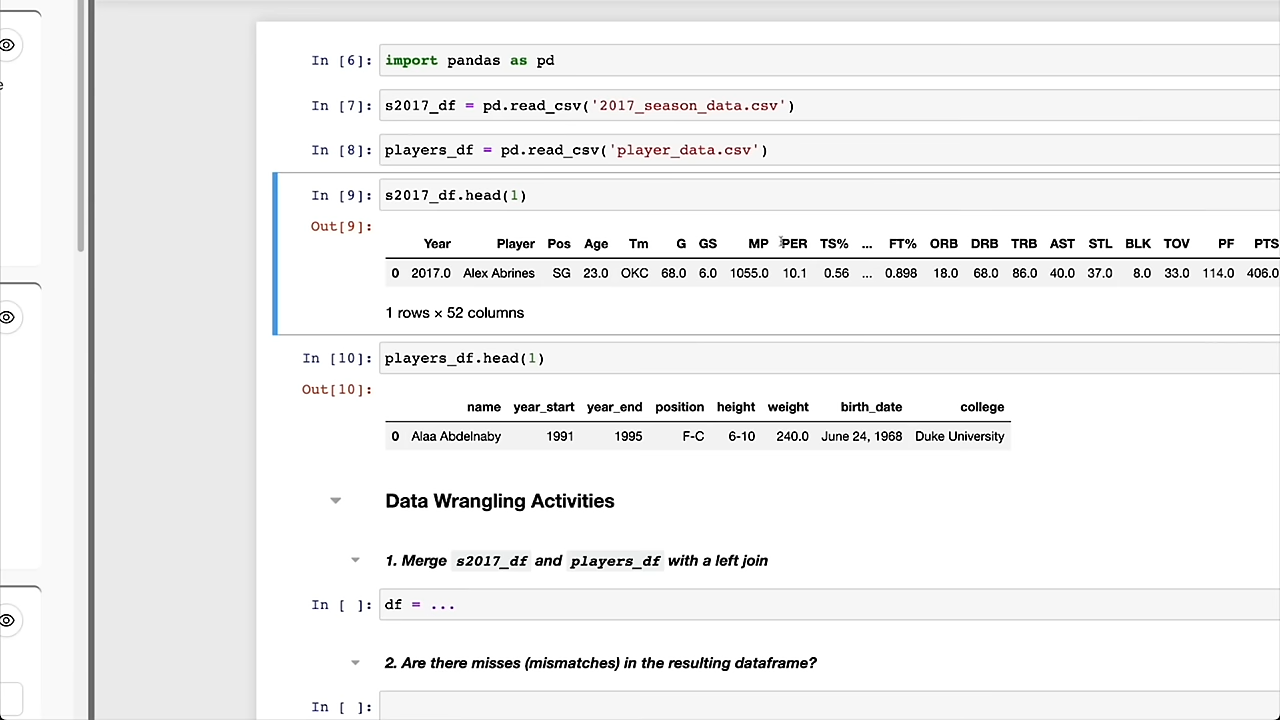 e
In [6]: import pandas as pd
In [7]: s2017_df = pd.read_csv('2017_season_data.csv')
In [8]: players_df = pd.read_csv('player_data.csv')
In [9]: s2017_df.head(1)
Out[9]:
Year Player Pos Age Tm G GS MP PER TS% ... FT% ORB DRB TRB AST STL BLK TOV PF PTS
0 2017.0 Alex Abrines SG 23.0 OKC 68.0 6.0 1055.0 10.1 0.56 ... 0.898 18.0 68.0 86.0 40.0 37.0 8.0 33.0 114.0 406.0
1 rows × 52 columns
In [10]: players_df.head(1)
Out[10]:
name year_start year_end position height weight birth_date college
0 Alaa Abdelnaby 1991 1995 F-C 6-10 240.0 June 24, 1968 Duke University
Data Wrangling Activities
1. Merge s2017_df and players_df with a left join
In [ ]: df = ...
2. Are there misses (mismatches) in the resulting dataframe?
In [ ]: